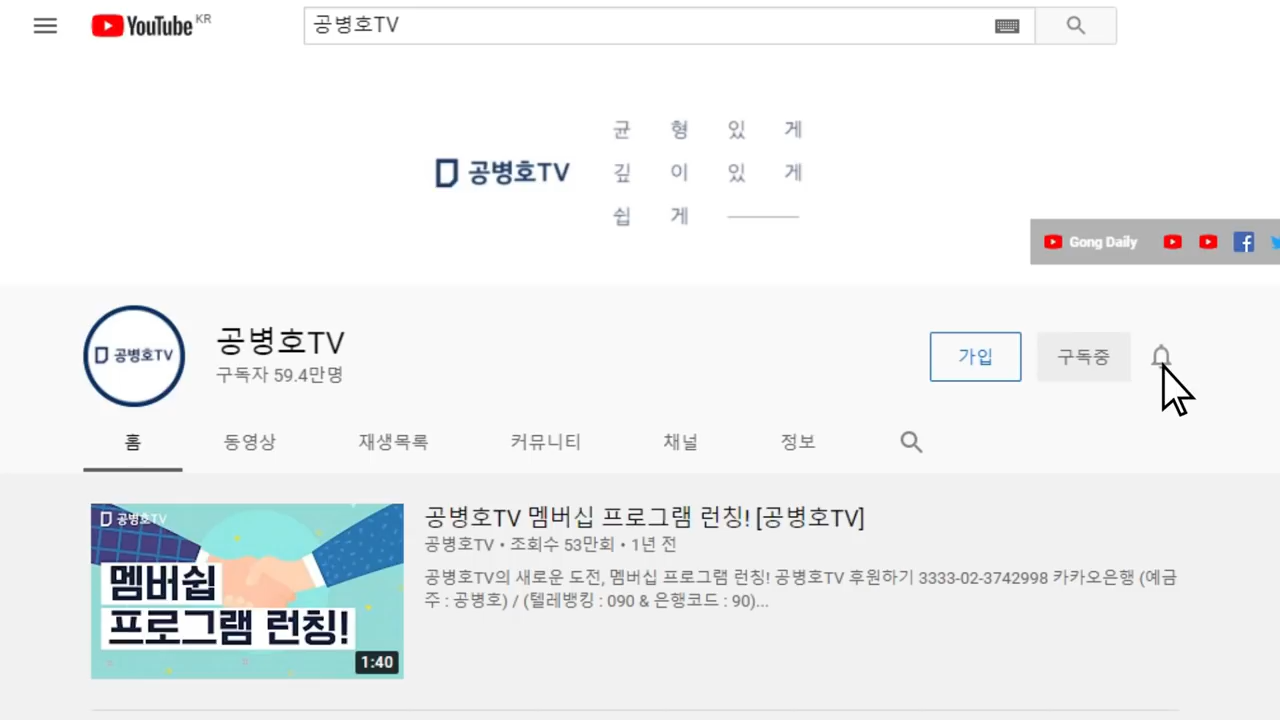 YouTube KR
공병호TV
공병호TV
균 형 있 게
깊 이 있 게
쉽 게
Gong Daily
공병호TV
공병호TV
구독자 59.4만명
가입
구독중
홈 동영상 재생목록 커뮤니티 채널 정보
공병호TV
멤버쉽
프로그램 런칭!
1:40
공병호TV 멤버십 프로그램 런칭! [공병호TV]
공병호TV • 조회수 53만회 • 1년 전
공병호TV의 새로운 도전, 멤버십 프로그램 런칭! 공병호TV 후원하기 3333-02-3742998 카카오은행 (예금
주 : 공병호) / (텔레뱅킹 : 090 & 은행코드 : 90)...